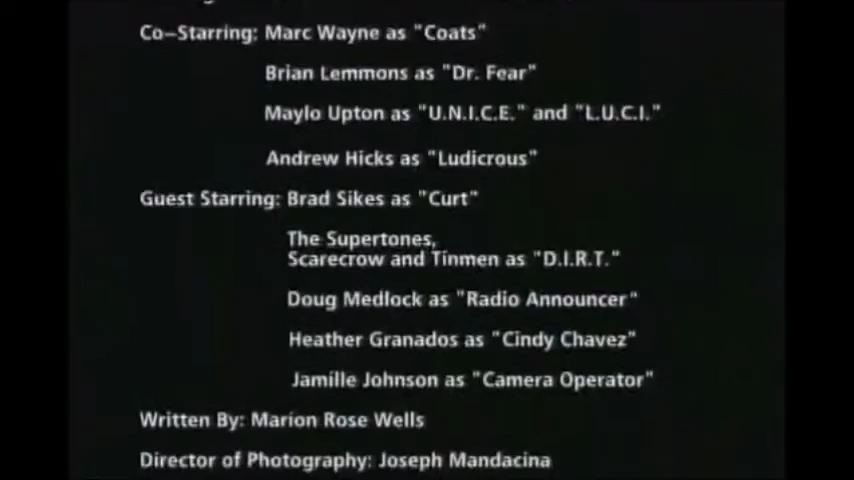 Co-Starring: Marc Wayne as "Coats"
Brian Lemmons as "Dr. Fear"
Maylo Upton as "U.N.I.C.E." and "L.U.C.I."
Andrew Hicks as "Ludicrous"
Guest Starring: Brad Sikes as "Curt"
The Supertones,
Scarecrow and Tinmen as "D.I.R.T."
Doug Medlock as "Radio Announcer"
Heather Granados as "Cindy Chavez"
Jamille Johnson as "Camera Operator"
Written By: Marion Rose Wells
Director of Photography: Joseph Mandacina